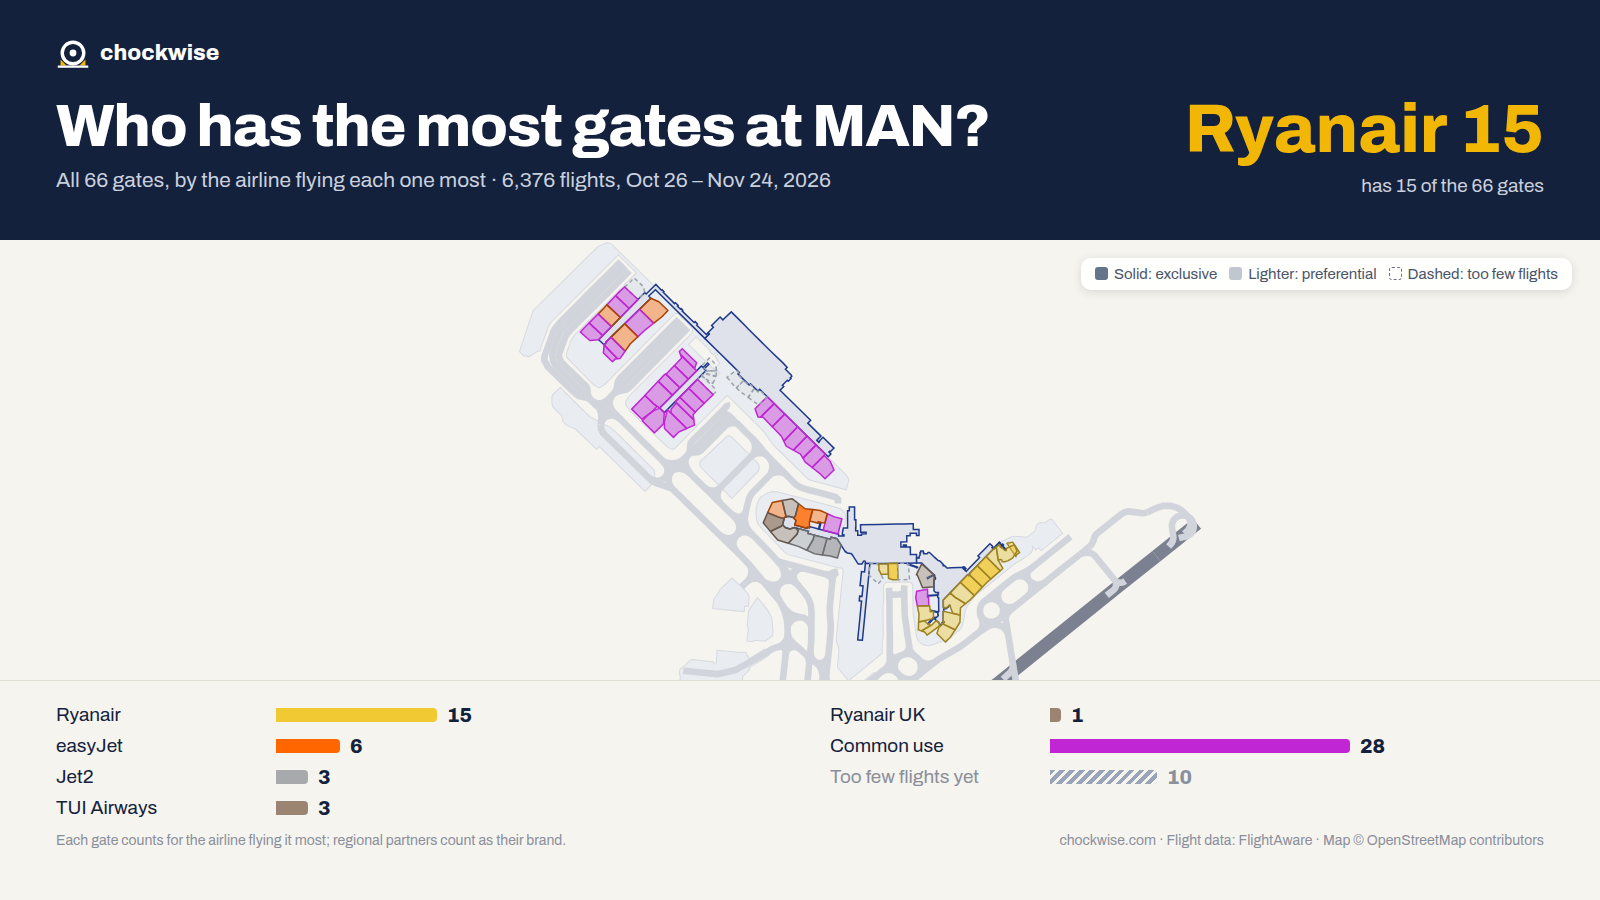 chockwise
Who has the most gates at MAN?
All 66 gates, by the airline flying each one most · 6,376 flights, Oct 26 – Nov 24, 2026
Ryanair 15
has 15 of the 66 gates
Solid: exclusive Lighter: preferential Dashed: too few flights
Ryanair 15
easyJet 6
Jet2 3
TUI Airways 3
Ryanair UK 1
Common use 28
Too few flights yet 10
Each gate counts for the airline flying it most; regional partners count as their brand.
chockwise.com · Flight data: FlightAware · Map © OpenStreetMap contributors